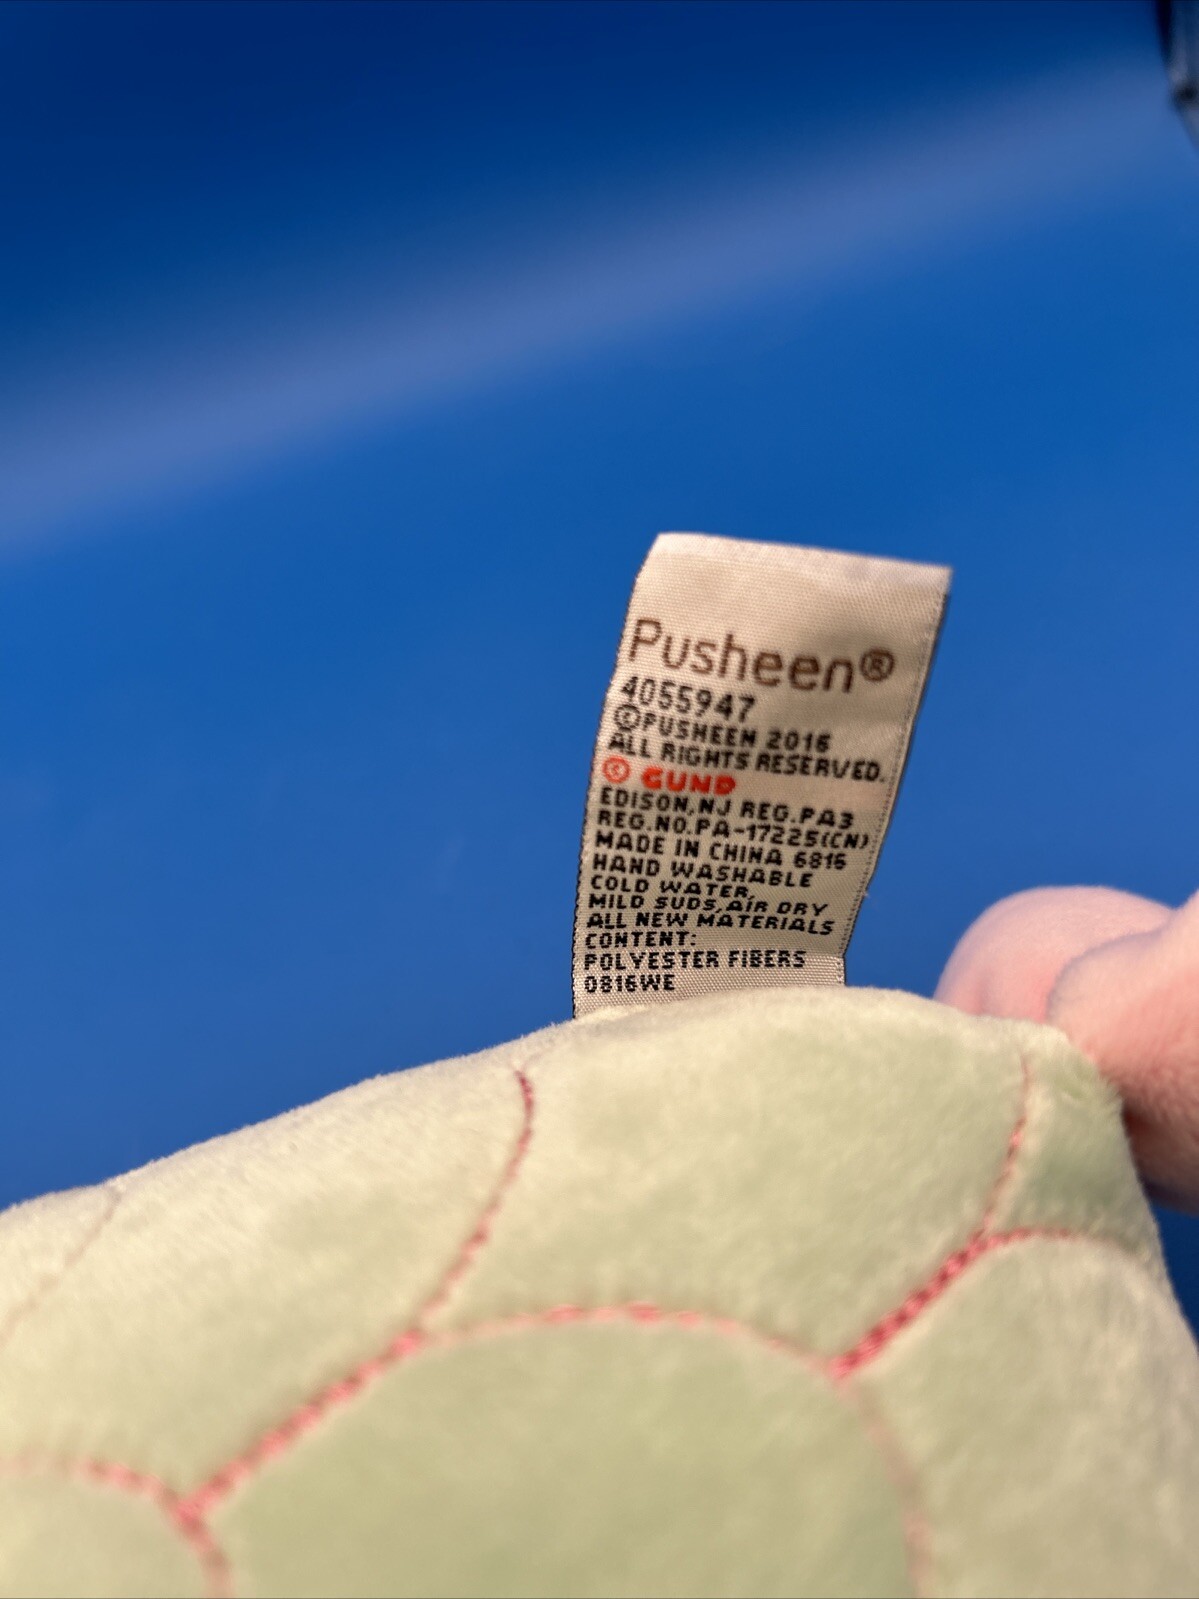 Pusheen®
4055947
©PUSHEEN 2016
ALL RIGHTS RESERVED.
© GUND
EDISON,NJ REG.PA3
REG.NO.PA-17225(CN)
MADE IN CHINA 6816
HAND WASHABLE
COLD WATER,
MILD SUDS,AIR DRY
ALL NEW MATERIALS
CONTENT:
POLYESTER FIBERS
0816WE